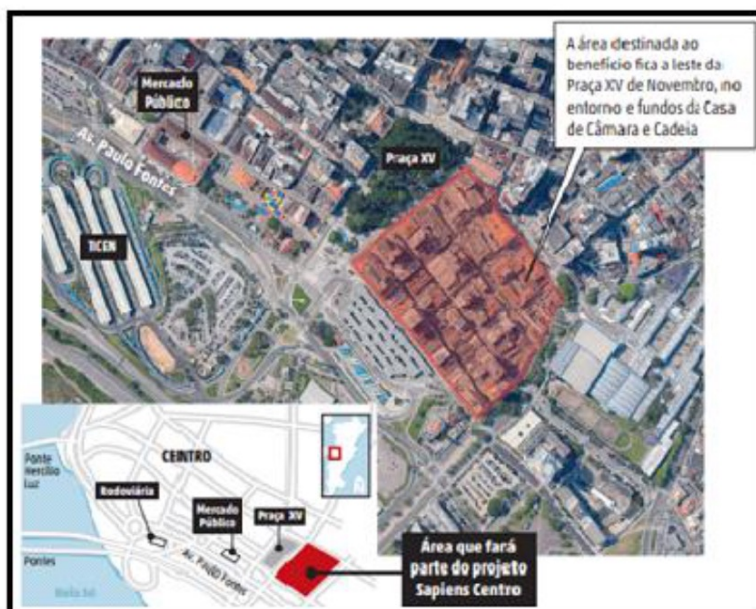 A área destinada ao
benefício fica a leste da
Praça XV de Novembro, no
entorno e fundos da Casa
de Câmara e Cadeia
Mercado
Público
Av. Paulo Fontes
Praça XV
TICEN
CENTRO
Ponte
Hercílio
Luz
Rodoviária
Mercado
Público
Praça XV
Av. Paulo Fontes
Pontes
Baía Sul
Área que fará
parte do projeto
Sapiens Centro